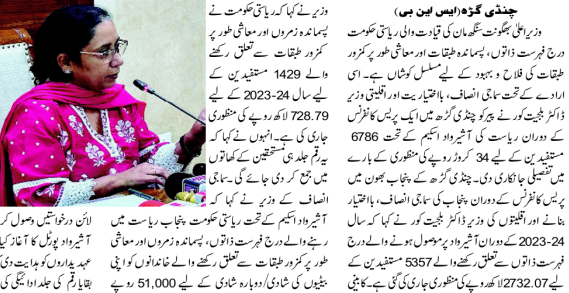 چنڈی گڑھ (ایس این بی)
وزیراعلیٰ بھگونت سنگھ مان کی قیادت والی ریاستی حکومت
درج فہرست ذاتوں، پسماندہ طبقات اور معاشی طور پر کمزور
طبقات کی فلاح و بہبود کے لیے مسلسل کوشاں ہے۔ اسی
ارادے کے تحت سماجی انصاف، بااختیاریت اور اقلیتی وزیر
ڈاکٹر بلجیت کور نے پیر کو چنڈی گڑھ میں ایک پریس کانفرنس
کے دوران ریاست کی آشیرواد اسکیم کے تحت 6786
مستفیدین کے لیے 34 کروڑ روپے کی منظوری کے بارے
میں تفصیلی جانکاری دی۔ چنڈی گڑھ کے پنجاب بھون میں
پریس کانفرنس کے دوران پنجاب کی سماجی انصاف، بااختیار
بنانے اور اقلیتوں کی وزیر ڈاکٹر بلجیت کور نے کہا کہ سال
2023-24 کے دوران آشیرواد پر موصول ہونے والے درج
فہرست ذاتوں سے تعلق رکھنے والے 5357 مستفیدین کے
لیے 2732.07 لاکھ روپے کی منظوری جاری کی گئی ہے۔ کابینی
وزیر نے کہا کہ ریاستی حکومت نے
پسماندہ زمروں اور معاشی طور پر
کمزور طبقات سے تعلق رکھنے
والے 1429 مستفیدین کے
لیے سال 2023-24 کے لیے
728.79 لاکھ روپے کی منظوری
جاری کی ہے۔ انہوں نے کہا کہ
یہ رقم جلد ہی مستحقین کے کھاتوں
میں جمع کر دی جائے گی۔ سماجی
انصاف کے وزیر نے کہا کہ
آشیرواد اسکیم کے تحت ریاستی حکومت پنجاب ریاست میں
رہنے والے درج فہرست ذاتوں، پسماندہ زمروں اور معاشی
طور پر کمزور طبقات سے تعلق رکھنے والے خاندانوں کو اپنی
بیٹیوں کی شادی/دوبارہ شادی کے لیے 51,000 روپے
لائن درخواستیں وصول کر
آشیرواد پورٹل کا آغاز کیا
عہدیداروں کو ہدایت دی
بقایا رقم کی جلد ادائیگی کی